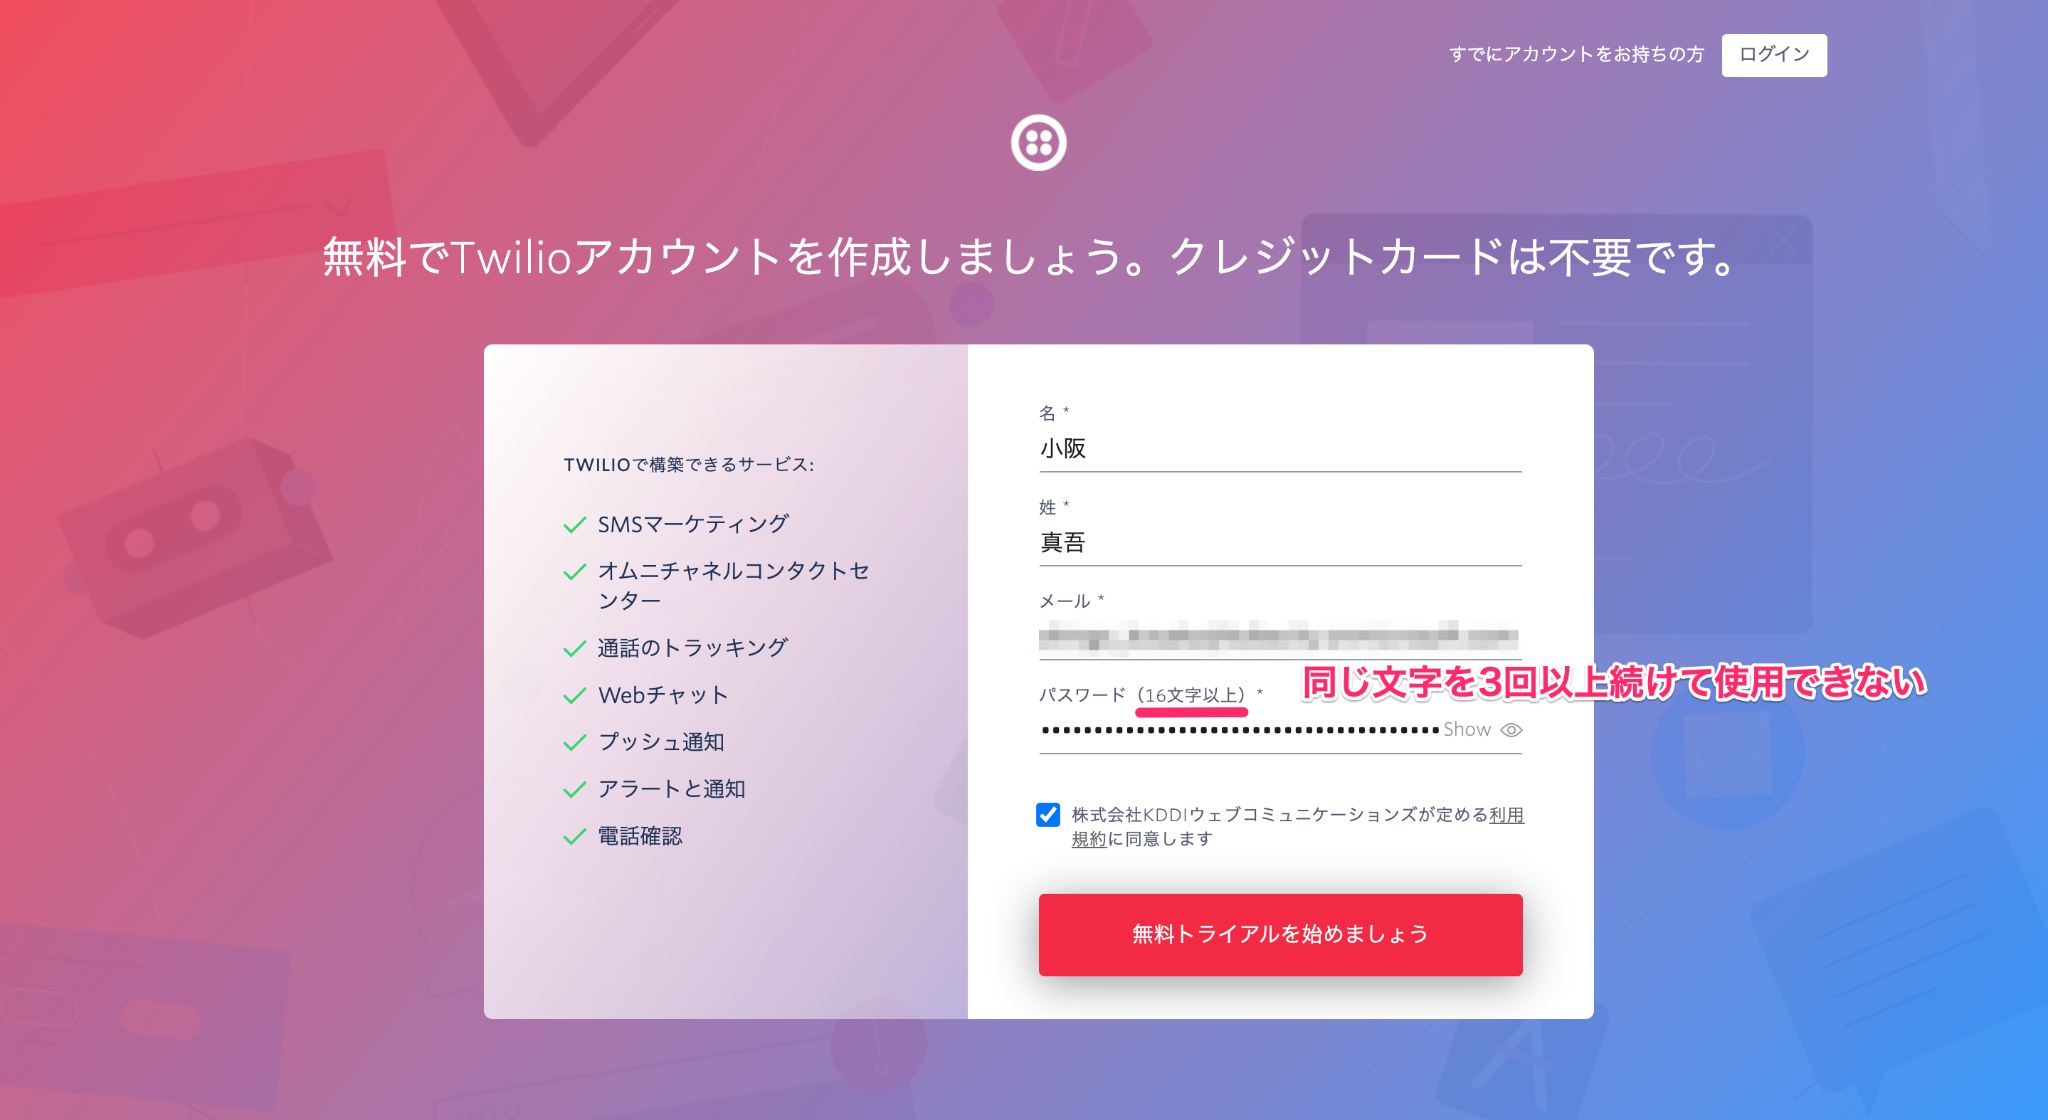 すでにアカウントをお持ちの方 ログイン
無料でTwilioアカウントを作成しましょう。クレジットカードは不要です。
TWILIOで構築できるサービス:
SMSマーケティング
オムニチャネルコンタクトセ
ンター
通話のトラッキング
Webチャット
プッシュ通知
アラートと通知
電話確認
名 *
小阪
姓 *
真吾
メール *
パスワード（16文字以上）*
同じ文字を3回以上続けて使用できない
Show
株式会社KDDIウェブコミュニケーションズが定める利用
規約に同意します
無料トライアルを始めましょう